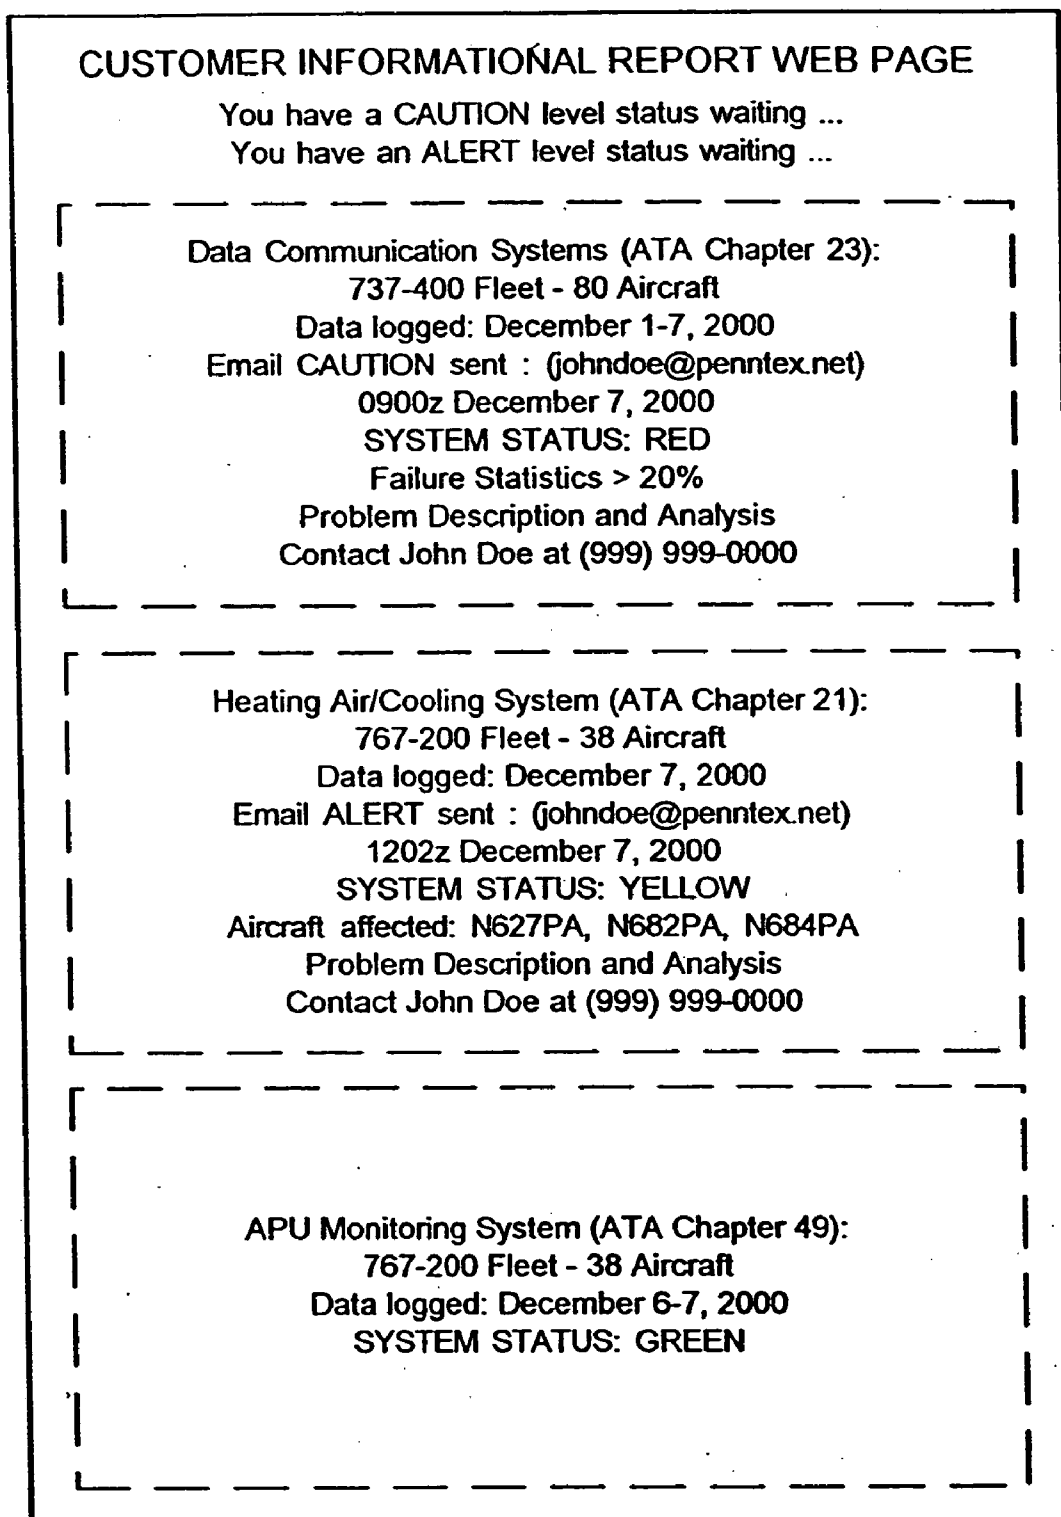 CUSTOMER INFORMATIONAL REPORT WEB PAGE
You have a CAUTION level status waiting ...
You have an ALERT level status waiting ...
Data Communication Systems (ATA Chapter 23):
737-400 Fleet - 80 Aircraft
Data logged: December 1-7, 2000
Email CAUTION sent : (johndoe@penntex.net)
0900z December 7, 2000
SYSTEM STATUS: RED
Failure Statistics > 20%
Problem Description and Analysis
Contact John Doe at (999) 999-0000
Heating Air/Cooling System (ATA Chapter 21):
767-200 Fleet - 38 Aircraft
Data logged: December 7, 2000
Email ALERT sent : (johndoe@penntex.net)
1202z December 7, 2000
SYSTEM STATUS: YELLOW
Aircraft affected: N627PA, N682PA, N684PA
Problem Description and Analysis
Contact John Doe at (999) 999-0000
APU Monitoring System (ATA Chapter 49):
767-200 Fleet - 38 Aircraft
Data logged: December 6-7, 2000
SYSTEM STATUS: GREEN